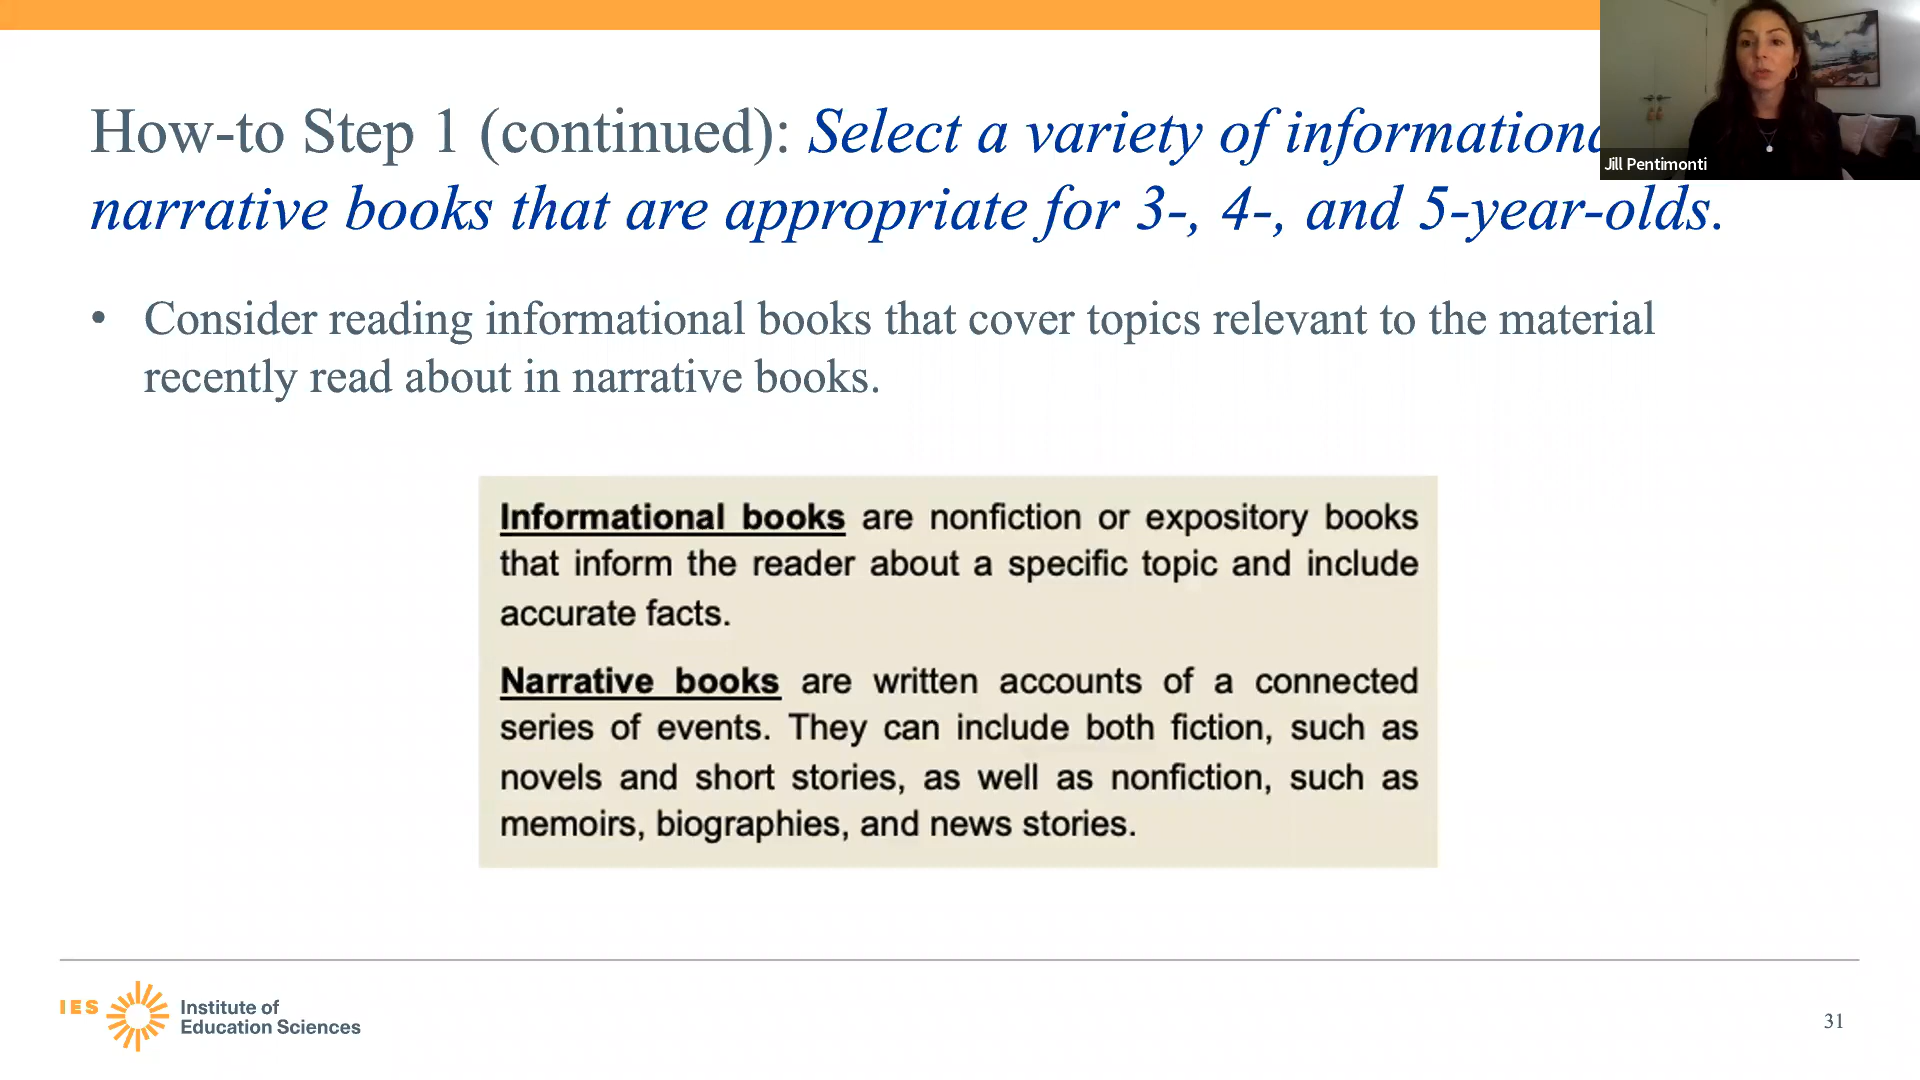 How-to Step 1 (continued): Select a variety of
narrative books that are appropriate for 3-, 4-, and 5-year-olds.
• Consider reading informational books that cover topics relevant to the material
recently read about in narrative books.
Informational books are nonfiction or expository books
that inform the reader about a specific topic and include
accurate facts.
Narrative books are written accounts of a connected
series of events. They can include both fiction, such as
novels and short stories, as well as nonfiction, such as
memoirs, biographies, and news stories.
IES Institute of
Education Sciences
31
Jill Pentimonti